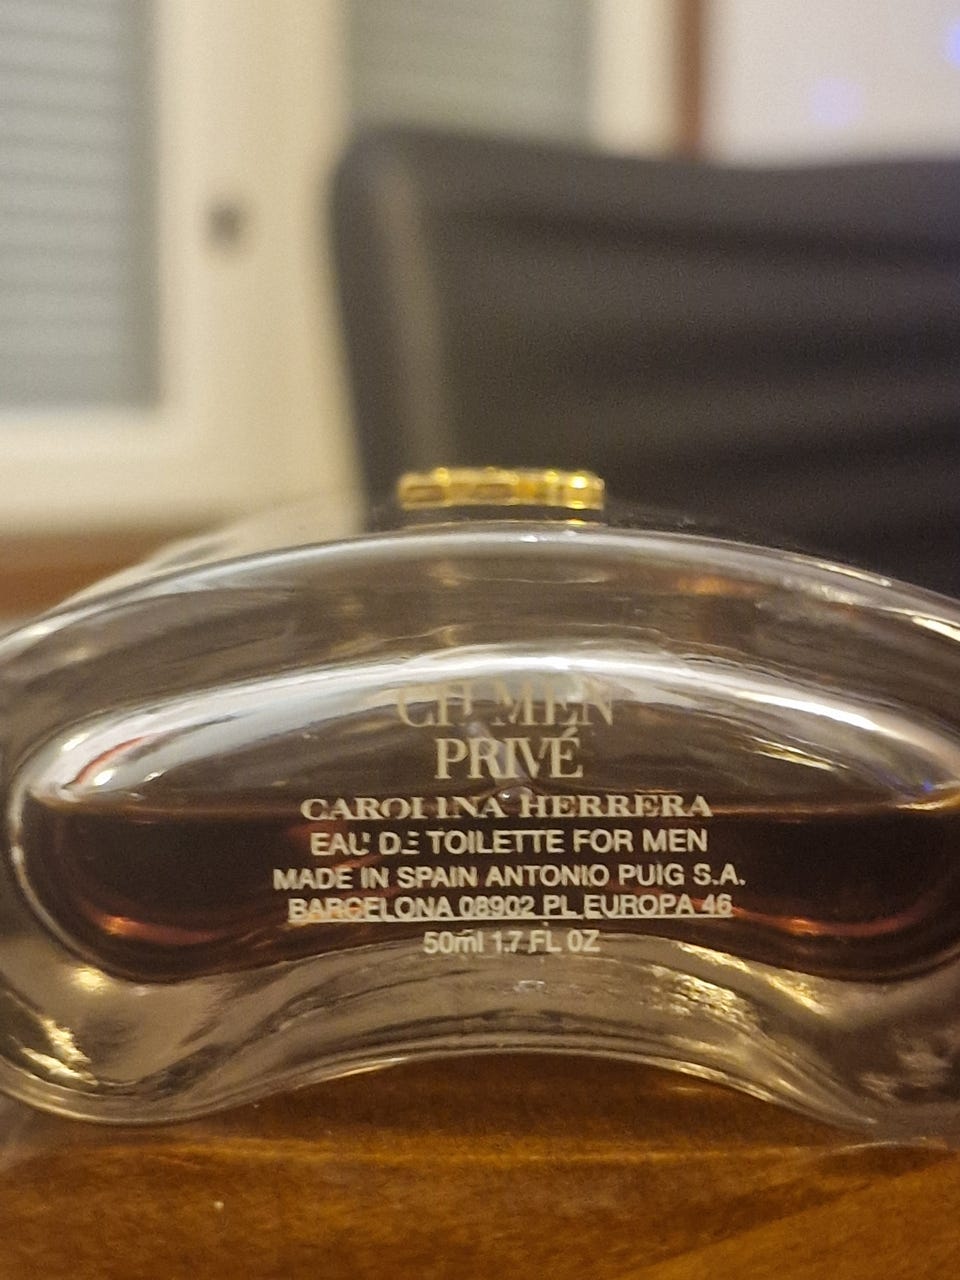 CH MEN
PRIVÉ
CAROLINA HERRERA
EAU DE TOILETTE FOR MEN
MADE IN SPAIN ANTONIO PUIG S.A.
BARCELONA 08902 PL EUROPA 46
50ml 1.7 FL 0Z